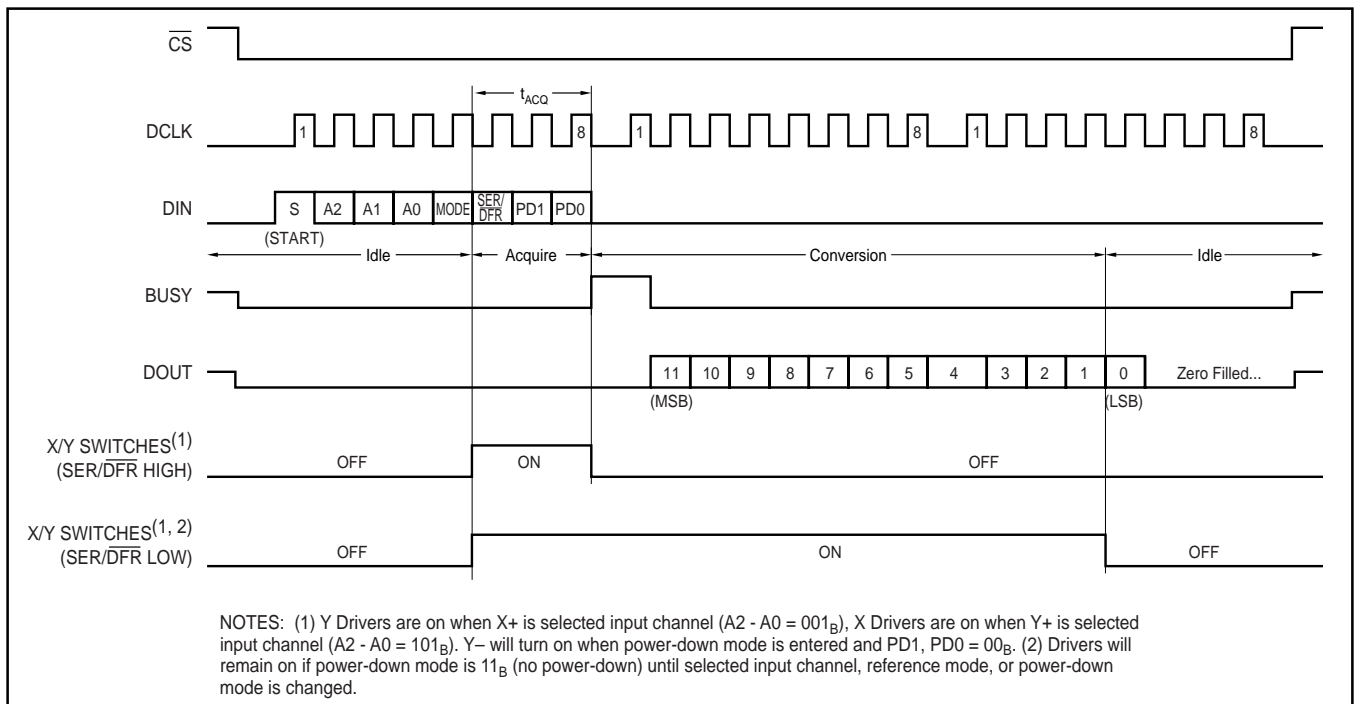 CS
t_ACQ
DCLK 1 8 1 8 1 8
DIN S A2 A1 A0 MODE SER/DFR PD1 PD0
(START)
Idle Acquire Conversion Idle
BUSY
DOUT 11 10 9 8 7 6 5 4 3 2 1 0 Zero Filled...
(MSB) (LSB)
X/Y SWITCHES(1)
(SER/DFR HIGH) OFF ON OFF
X/Y SWITCHES(1, 2)
(SER/DFR LOW) OFF ON OFF
NOTES: (1) Y Drivers are on when X+ is selected input channel (A2 - A0 = 001B), X Drivers are on when Y+ is selected
input channel (A2 - A0 = 101B). Y– will turn on when power-down mode is entered and PD1, PD0 = 00B. (2) Drivers will
remain on if power-down mode is 11B (no power-down) until selected input channel, reference mode, or power-down
mode is changed.